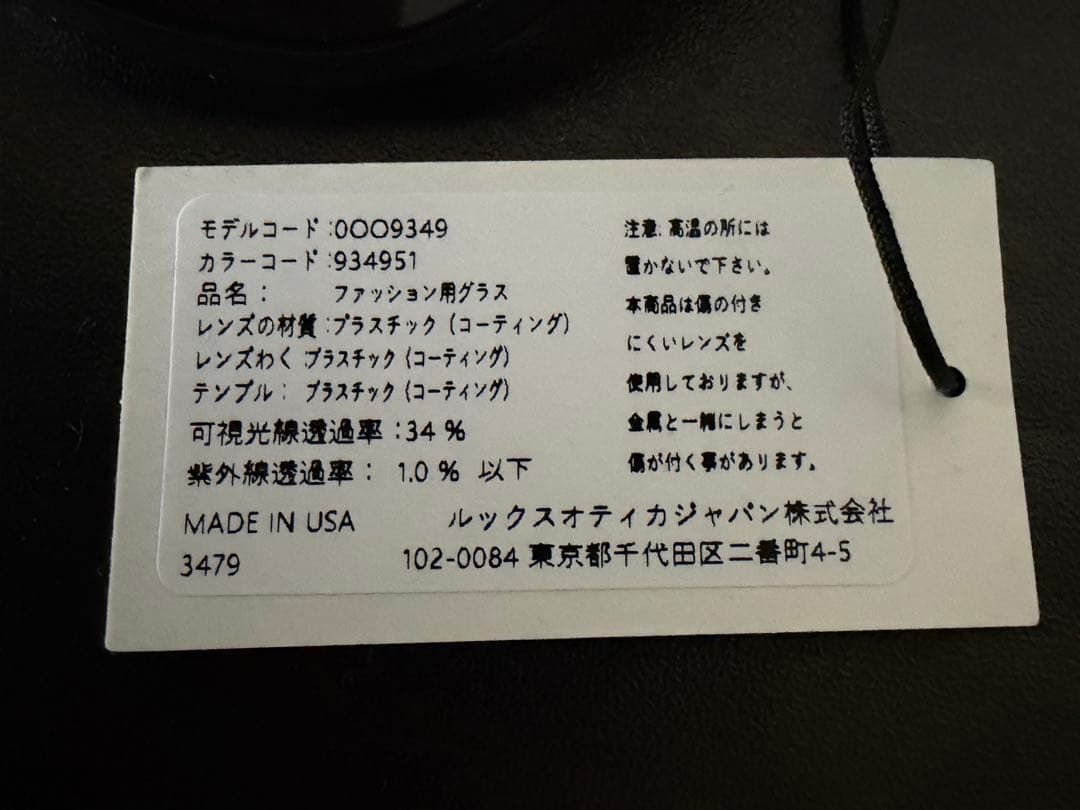 モデルコード:OOO9349
カラーコード:934951
品名: ファッション用グラス
レンズの材質:プラスチック(コーティング)
レンズわく プラスチック(コーティング)
テンプル: プラスチック(コーティング)
可視光線透過率:34 %
紫外線透過率: 1.0 % 以下
MADE IN USA
3479
注意:高温の所には
置かないで下さい。
本商品は傷の付き
にくいレンズを
使用しておりますが、
金属と一緒にしまうと
傷が付く事があります。
ルックスオティカジャパン株式会社
102-0084 東京都千代田区二番町4-5